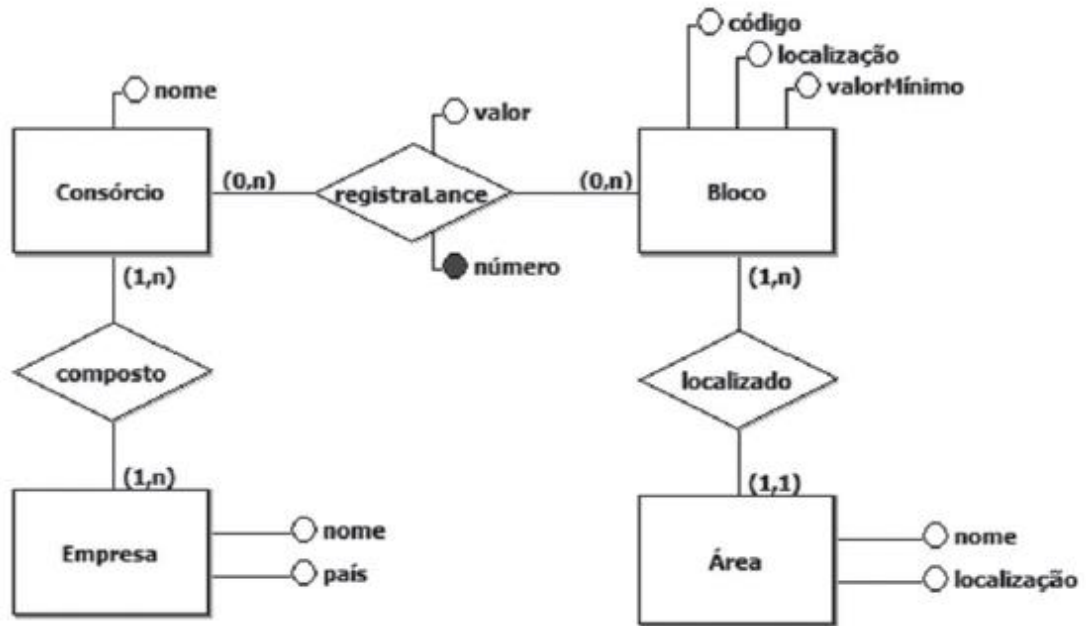 código
localização
valorMínimo
nome
valor
Consórcio
(0,n)
registraLance
(0,n)
Bloco
número
(1,n)
(1,n)
composto
localizado
(1,n)
(1,1)
Empresa
nome
país
Área
nome
localização